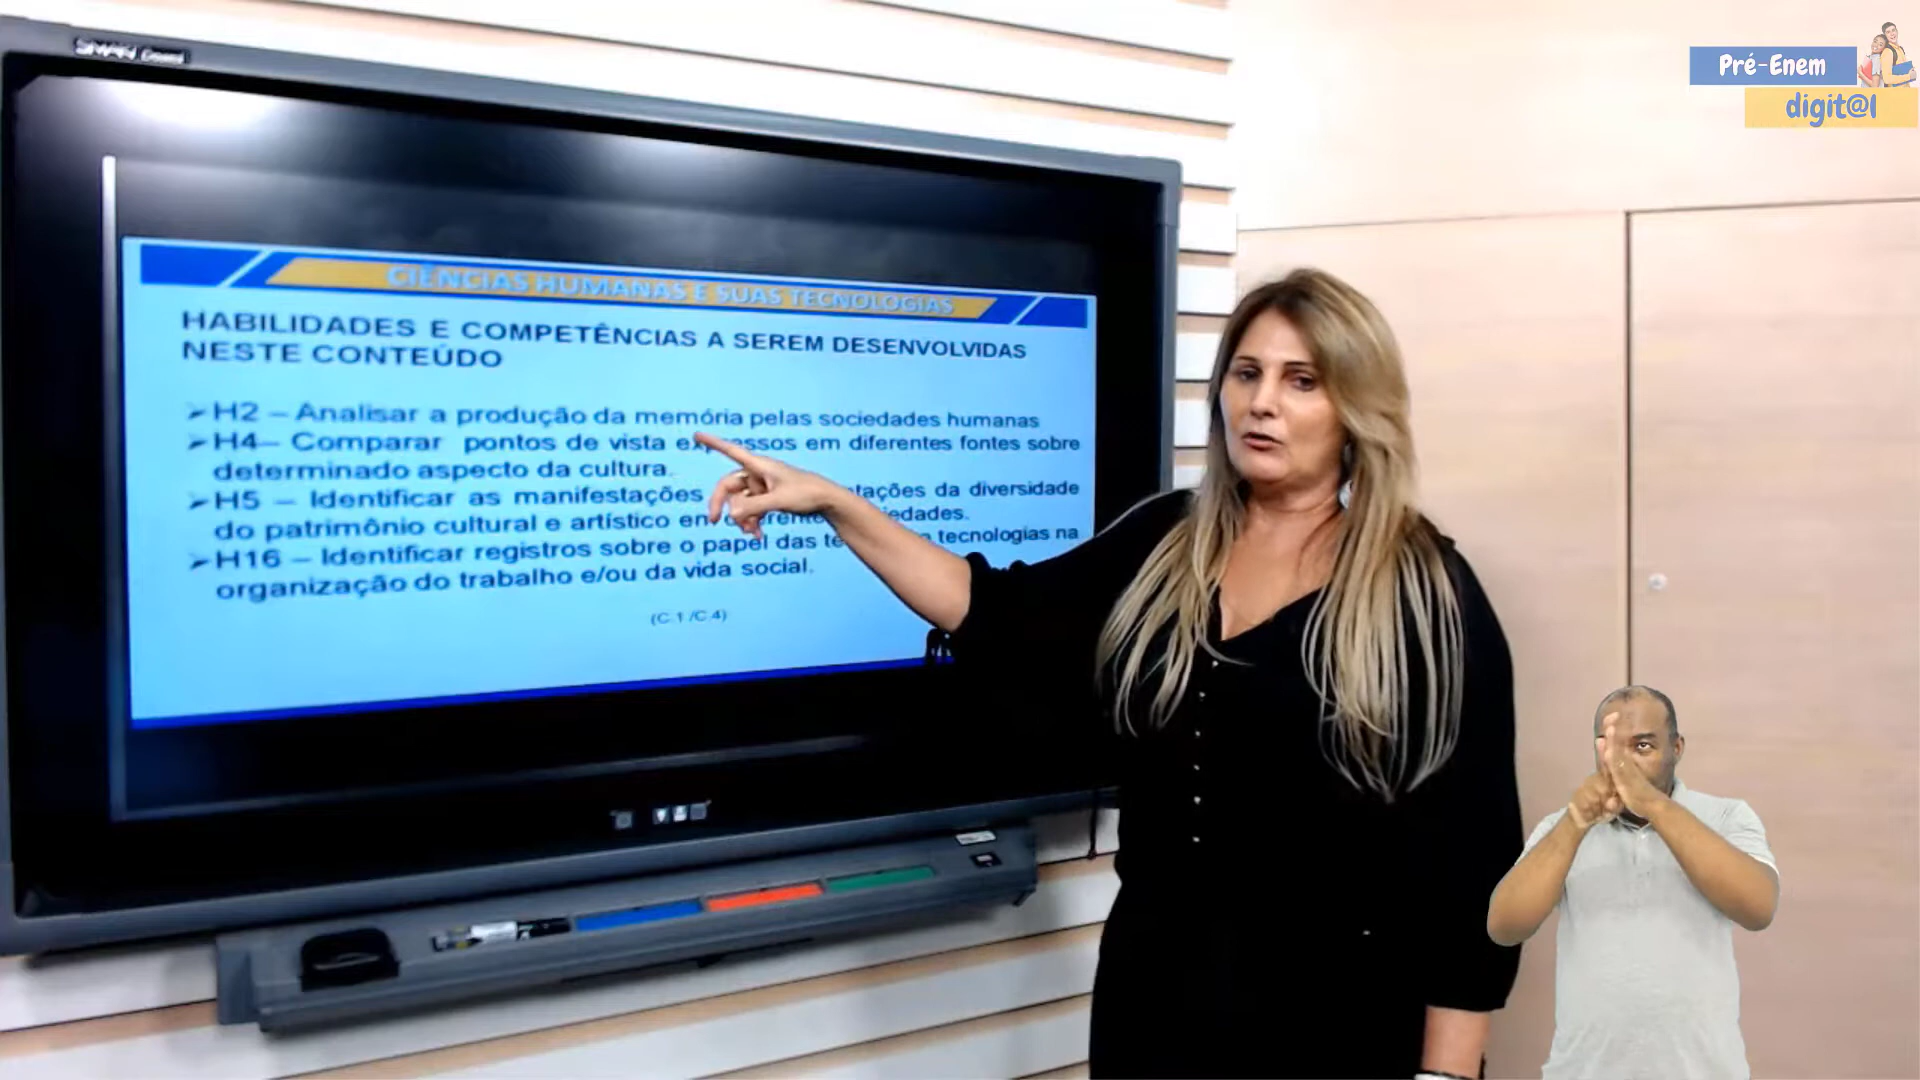 SMART Board
Pré-Enem
digit@l
CIÊNCIAS HUMANAS E SUAS TECNOLOGIAS
HABILIDADES E COMPETÊNCIAS A SEREM DESENVOLVIDAS
NESTE CONTEÚDO
➢H2 – Analisar a produção da memória pelas sociedades humanas
➢H4– Comparar pontos de vista em diferentes fontes sobre
determinado aspecto da cultura.
➢H5 – Identificar as manifestações da diversidade
do patrimônio cultural e artístico em
➢H16 – Identificar registros sobre o papel das tecnologias na
organização do trabalho e/ou da vida social.
(C.1 /C.4)